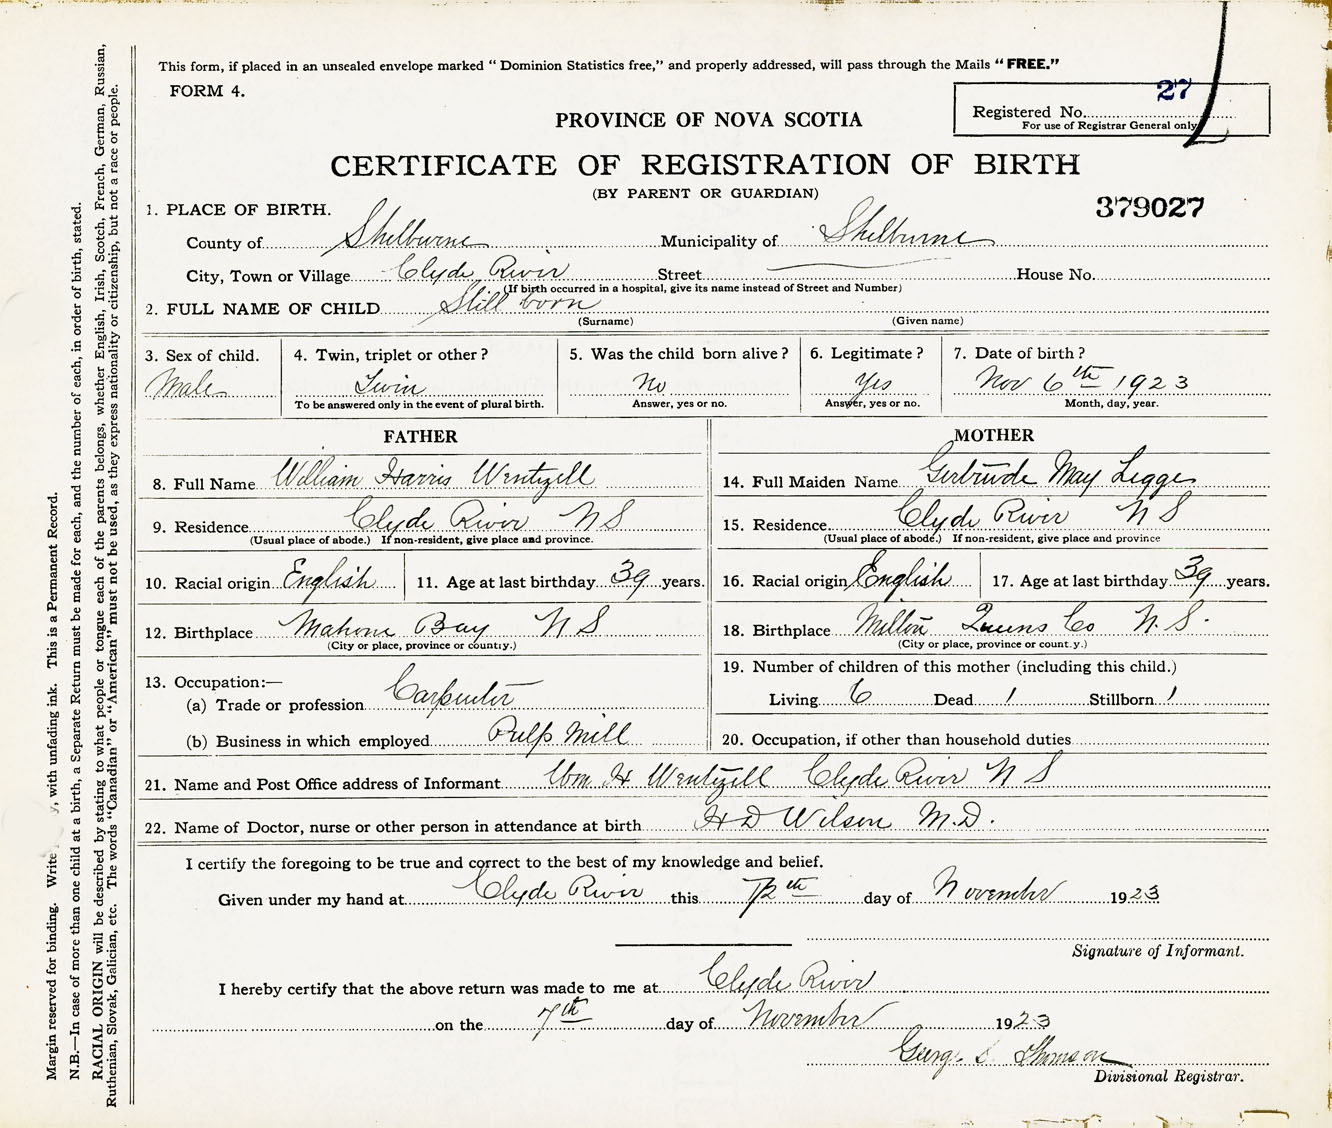 This form, if placed in an unsealed envelope marked “ Dominion Statistics free,” and properly addressed, will pass through the Mails “ FREE.”
FORM 4.
27
Registered No.
For use of Registrar General only
PROVINCE OF NOVA SCOTIA
CERTIFICATE OF REGISTRATION OF BIRTH
(BY PARENT OR GUARDIAN)
379027
1. PLACE OF BIRTH.
County of Shelburne Municipality of Shelburne
City, Town or Village Clyde River Street House No.
(If birth occurred in a hospital, give its name instead of Street and Number)
2. FULL NAME OF CHILD Still born
(Surname) (Given name)
3. Sex of child. 4. Twin, triplet or other? 5. Was the child born alive? 6. Legitimate? 7. Date of birth?
Male Twin No Yes Nov 6th 1923
To be answered only in the event of plural birth. Answer, yes or no. Answer, yes or no. Month, day, year.
FATHER MOTHER
8. Full Name William Harris Wentzell 14. Full Maiden Name Gertrude May Legge
9. Residence Clyde River N S 15. Residence. Clyde River N S
(Usual place of abode.) If non-resident, give place and province. (Usual place of abode.) If non-resident, give place and province
10. Racial origin English 11. Age at last birthday 39 years. 16. Racial origin English 17. Age at last birthday 39 years.
12. Birthplace Mahone Bay N S 18. Birthplace Milton Queens Co N.S.
(City or place, province or country.) (City or place, province or country.)
13. Occupation:— 19. Number of children of this mother (including this child.)
(a) Trade or profession Carpenter Living 6 Dead 1 Stillborn 1
(b) Business in which employed Pulp Mill 20. Occupation, if other than household duties
21. Name and Post Office address of Informant Wm H Wentzell Clyde River N S
22. Name of Doctor, nurse or other person in attendance at birth H D Wilson M.D.
I certify the foregoing to be true and correct to the best of my knowledge and belief.
Given under my hand at Clyde River this th day of November 1923
Signature of Informant.
I hereby certify that the above return was made to me at Clyde River
on the 7th day of November 1923
George S. Thomson
Divisional Registrar.
Margin reserved for binding. Write with unfading ink. This is a Permanent Record.
N.B.—In case of more than one child at a birth, a Separate Return must be made for each, and the number of each, in order of birth, stated.
RACIAL ORIGIN will be described by stating to what people or tongue each of the parents belongs, whether English, Irish, Scotch, French, German, Russian,
Ruthenian, Slovak, Galician, etc. The words “Canadian” or “American” must not be used, as they express nationality or citizenship, but not a race or people.